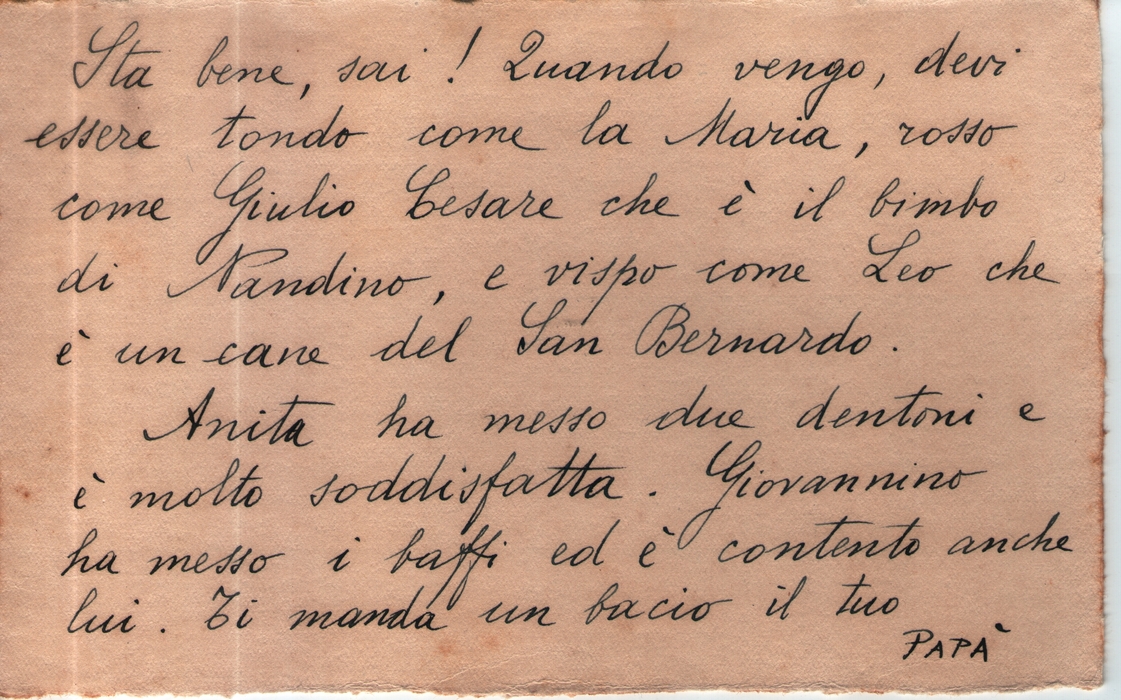 Sta bene, sai! Quando vengo, devi
essere tondo come la Maria, rosso
come Giulio Cesare che è il bimbo
di Nandino, e vispo come Leo che
è un cane del San Bernardo.
Anita ha messo due dentoni e
è molto soddisfatta. Giovannino
ha messo i baffi ed è contento anche
lui. Ti manda un bacio il tuo
PAPÀ